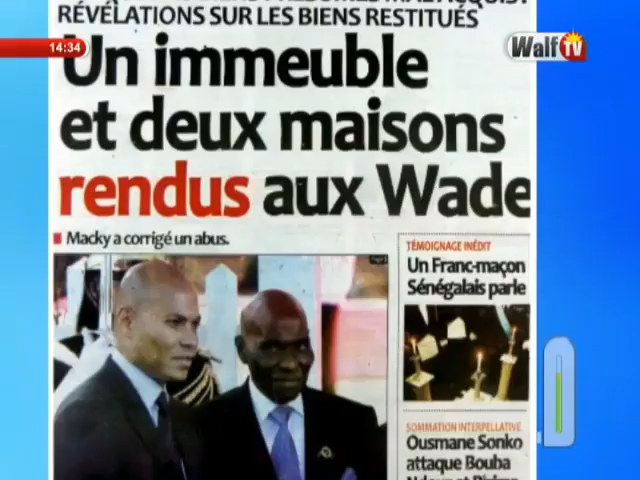 RÉVÉLATIONS SUR LES BIENS RESTITUÉS
14:34
Walf TV
Un immeuble
et deux maisons
rendus aux Wade
Macky a corrigé un abus.
TÉMOIGNAGE INÉDIT
Un Franc-maçon
Sénégalais parle
SOMMATION INTERPELLATIVE
Ousmane Sonko
attaque Bouba